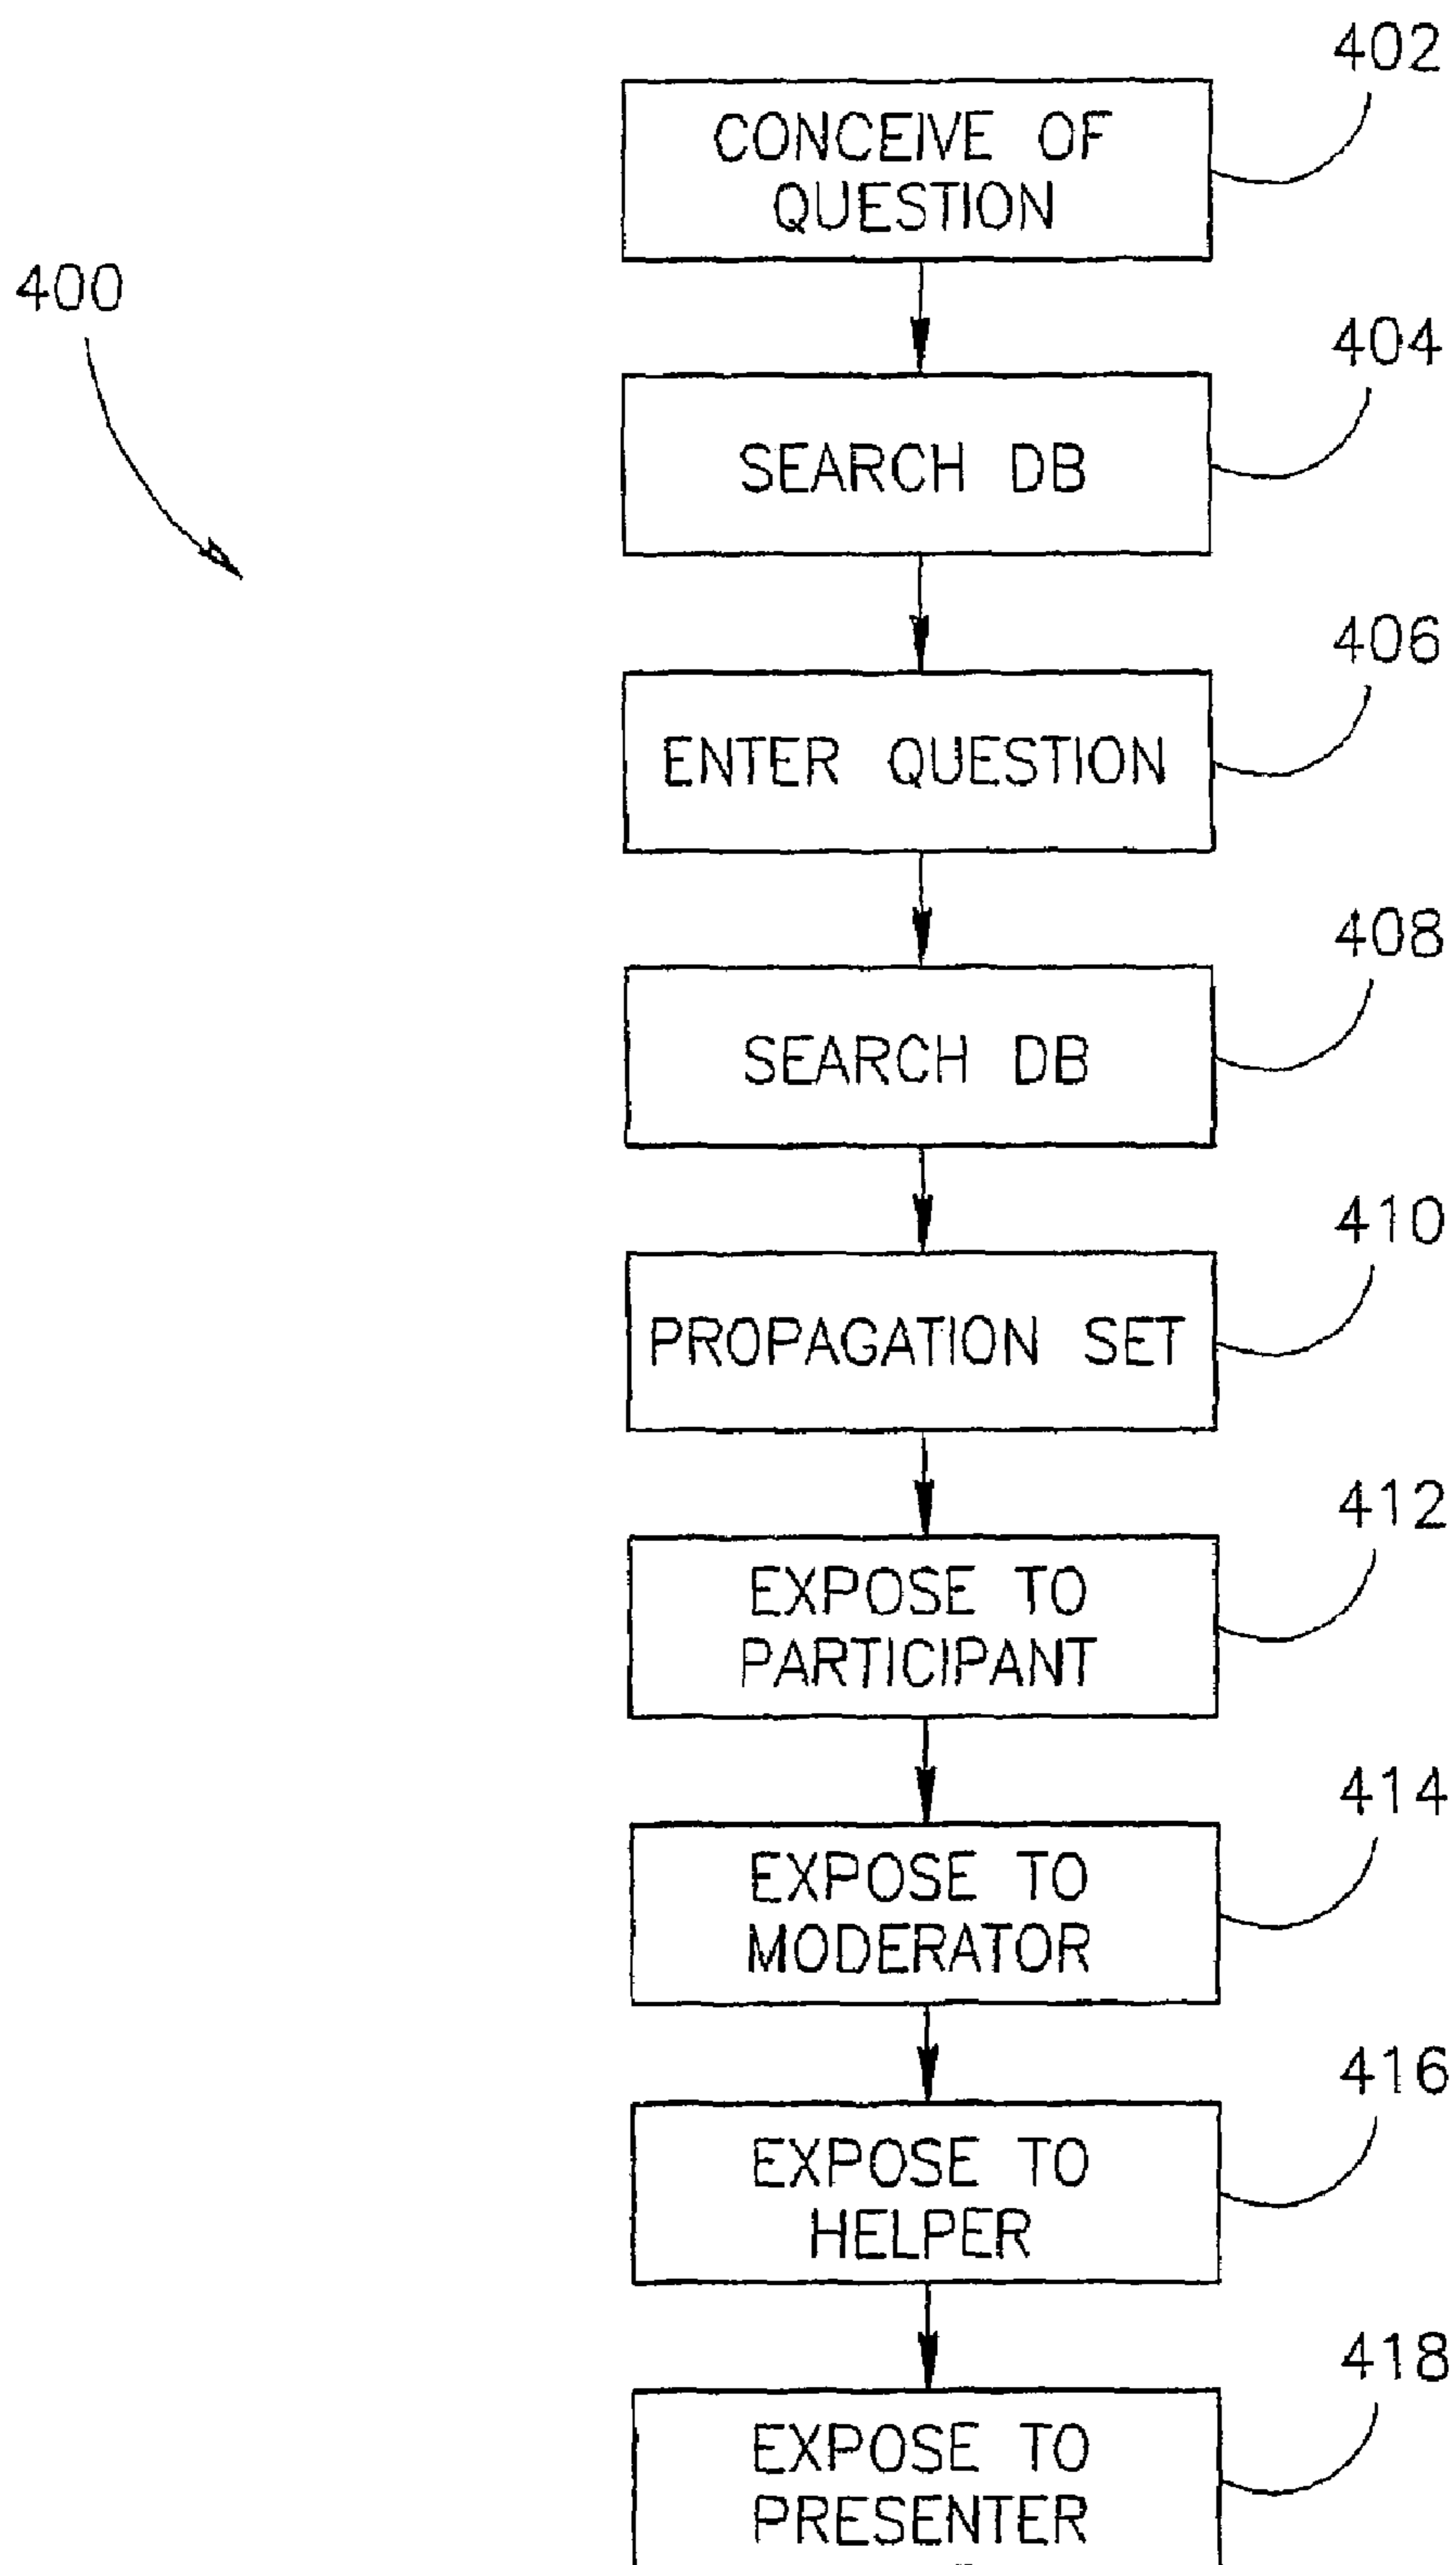 402
CONCEIVE OF
QUESTION
400
404
SEARCH DB
406
ENTER QUESTION
408
SEARCH DB
410
PROPAGATION SET
412
EXPOSE TO
PARTICIPANT
414
EXPOSE TO
MODERATOR
416
EXPOSE TO
HELPER
418
EXPOSE TO
PRESENTER